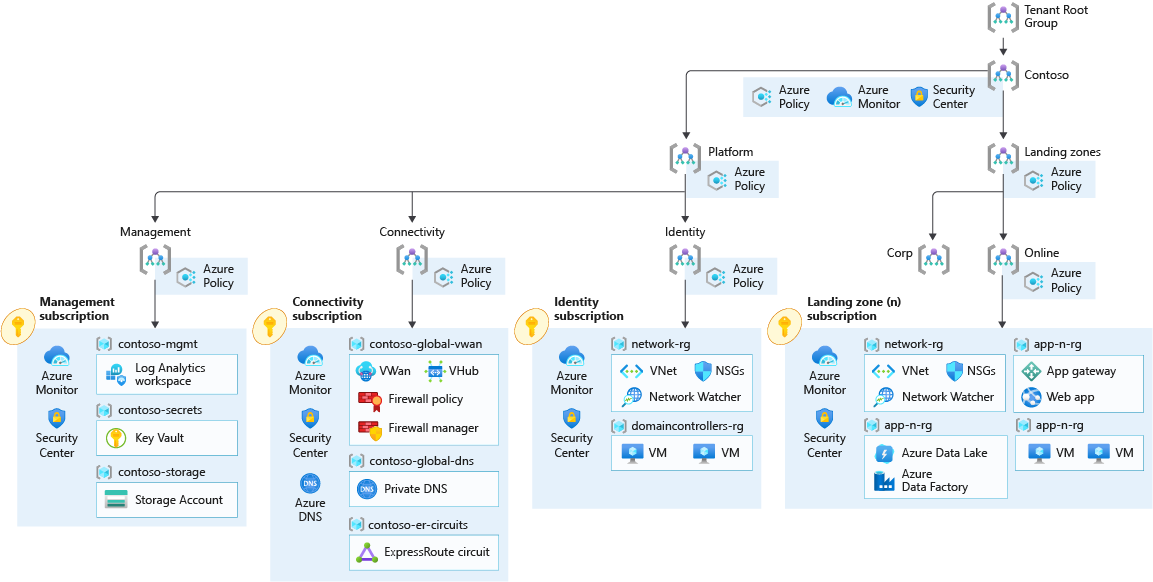 Tenant Root
Group
Contoso
Azure
Policy
Azure
Monitor
Security
Center
Platform
Azure
Policy
Landing zones
Azure
Policy
Management
Azure
Policy
Connectivity
Azure
Policy
Identity
Azure
Policy
Corp
Online
Azure
Policy
Management
subscription
Azure
Monitor
Security
Center
contoso-mgmt
Log Analytics
workspace
contoso-secrets
Key Vault
contoso-storage
Storage Account
Connectivity
subscription
Azure
Monitor
Security
Center
DNS
Azure
DNS
contoso-global-vwan
VWan
VHub
Firewall policy
Firewall manager
contoso-global-dns
DNS
Private DNS
contoso-er-circuits
ExpressRoute circuit
Identity
subscription
Azure
Monitor
Security
Center
network-rg
VNet
NSGs
Network Watcher
domaincontrollers-rg
VM
VM
Landing zone (n)
subscription
Azure
Monitor
Security
Center
network-rg
VNet
NSGs
Network Watcher
app-n-rg
Azure Data Lake
Azure
Data Factory
app-n-rg
App gateway
Web app
app-n-rg
VM
VM